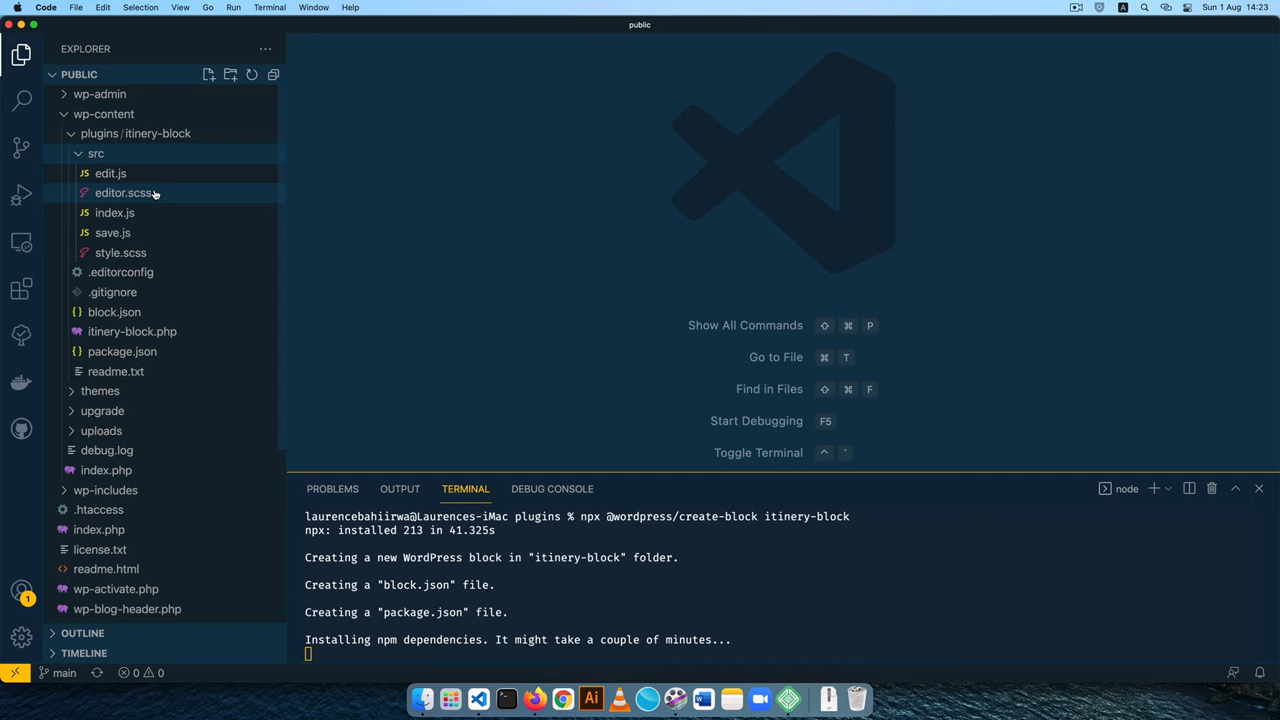 Code File Edit Selection View Go Run Terminal Window Help
A
Sun 1 Aug 14:23
public
EXPLORER
PUBLIC
wp-admin
wp-content
plugins / itinery-block
src
JS edit.js
editor.scss
JS index.js
JS save.js
style.scss
.editorconfig
.gitignore
{} block.json
itinery-block.php
{} package.json
readme.txt
themes
upgrade
uploads
debug.log
index.php
wp-includes
.htaccess
index.php
license.txt
<> readme.html
wp-activate.php
wp-blog-header.php
OUTLINE
TIMELINE
1
Show All Commands ⇧ ⌘ P
Go to File ⌘ T
Find in Files ⇧ ⌘ F
Start Debugging F5
Toggle Terminal ^ `
PROBLEMS OUTPUT TERMINAL DEBUG CONSOLE
node
laurencebahiirwa@Laurences-iMac plugins % npx @wordpress/create-block itinery-block
npx: installed 213 in 41.325s
Creating a new WordPress block in "itinery-block" folder.
Creating a "block.json" file.
Creating a "package.json" file.
Installing npm dependencies. It might take a couple of minutes...
main 0 0
Ai
W